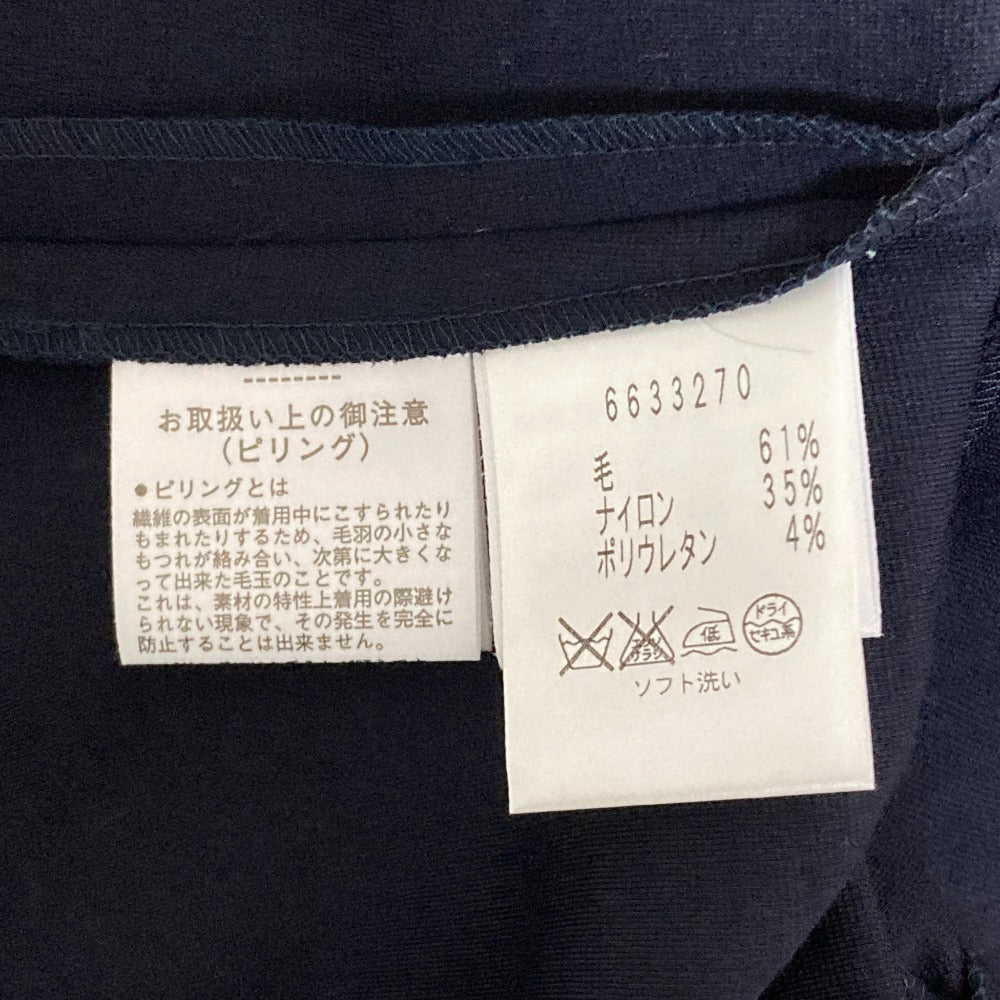 お取扱い上の御注意
(ピリング)
●ピリングとは
繊維の表面が着用中にこすられたり
もまれたりするため、毛羽の小さな
もつれが絡み合い、次第に大きくな
って出来た毛玉のことです。
これは、素材の特性上着用の際避け
られない現象で、その発生を完全に
防止することは出来ません。
6633270
毛 61%
ナイロン 35%
ポリウレタン 4%
エンソ
サラシ
低
ドライ
セキユ系
ソフト洗い